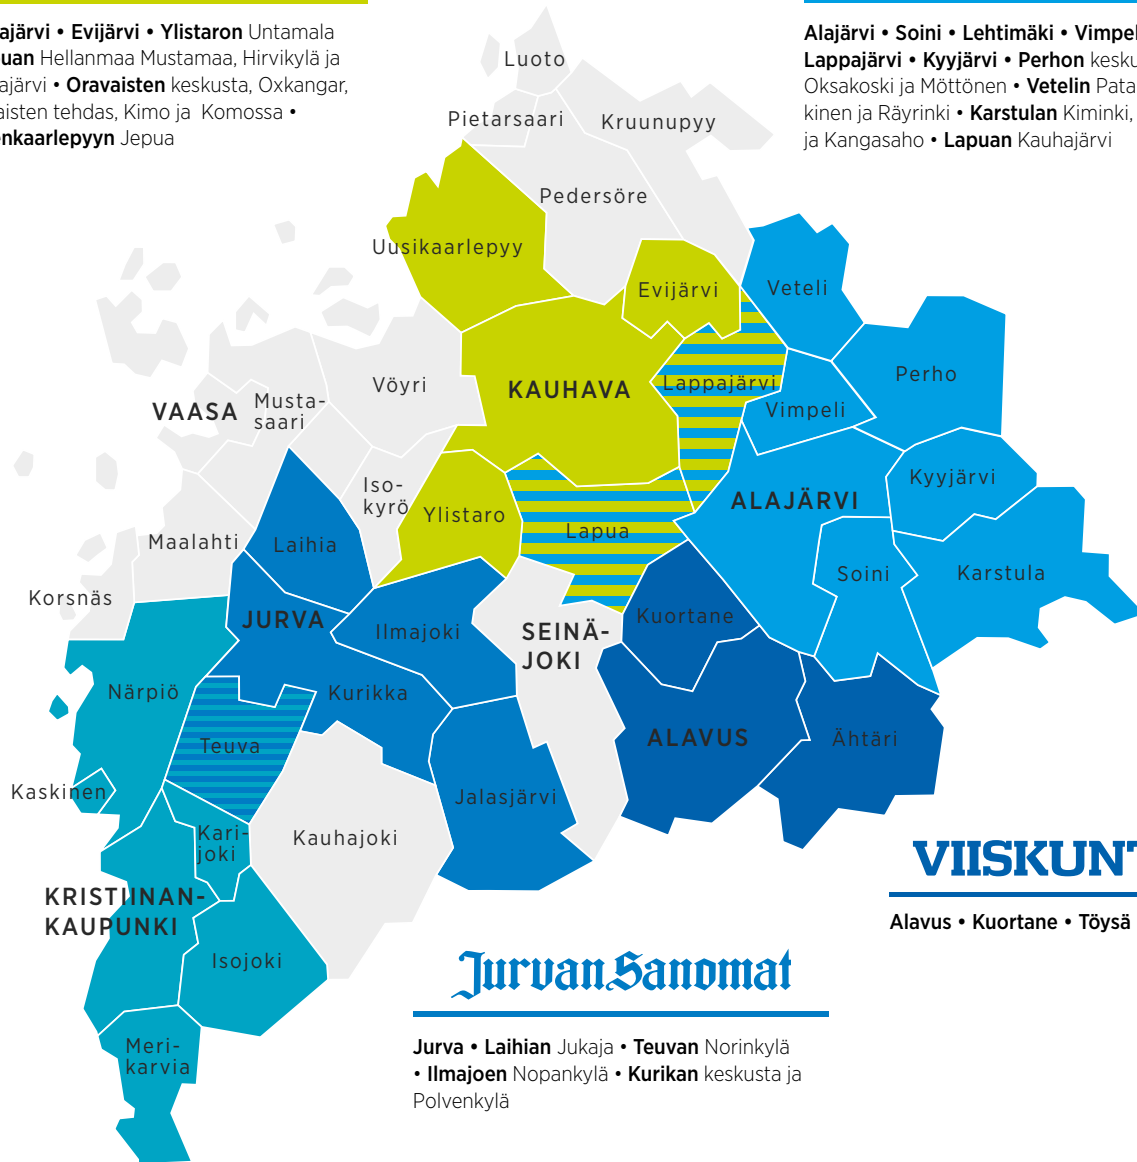 ajärvi • Evijärvi • Ylistaron Untamala
uan Hellanmaa Mustamaa, Hirvikylä ja
ajärvi • Oravaisten keskusta, Oxkangar,
aisten tehdas, Kimo ja Komossa •
nkaarlepyyn Jepua
Alajärvi • Soini • Lehtimäki • Vimpel
Lappajärvi • Kyyjärvi • Perhon kesku
Oksakoski ja Möttönen • Vetelin Pata
kinen ja Räyrinki • Karstulan Kiminki,
ja Kangasaho • Lapuan Kauhajärvi
Luoto
Pietarsaari
Kruunupyy
Pedersöre
Uusikaarlepyy
Evijärvi
Veteli
Vöyri
KAUHAVA
Lappajärvi
Perho
VAASA
Musta-
saari
Vimpeli
Iso-
kyrö
Ylistaro
Lapua
ALAJÄRVI
Kyyjärvi
Maalahti
Laihia
Soini
Karstula
Korsnäs
JURVA
Ilmajoki
SEINÄ-
JOKI
Kuortane
Närpiö
Kurikka
Teuva
ALAVUS
Ähtäri
Kaskinen
Jalasjärvi
Kari-
joki
Kauhajoki
KRISTIINAN-
KAUPUNKI
Isojoki
VIISKUNT
Alavus • Kuortane • Töysä
Jurvan Sanomat
Jurva • Laihian Jukaja • Teuvan Norinkylä
• Ilmajoen Nopankylä • Kurikan keskusta ja
Polvenkylä
Meri-
karvia